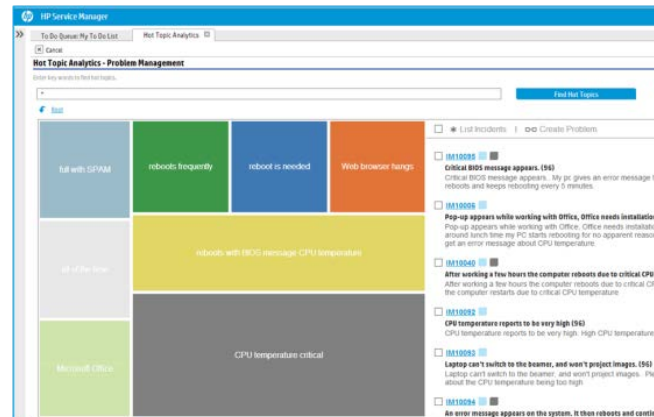 hp HP Service Manager
To Do Queue: My To Do List
Hot Topic Analytics
Cancel
Hot Topic Analytics - Problem Management
Enter key words to find hot topics.
*
Find Hot Topics
Root
full with SPAM
reboots frequently
reboot is needed
Web browser hangs
all of the time
reboots with BIOS message-CPU temperature
Microsoft Office
CPU temperature critical
List Incidents | Create Problem
IM10095
Critical BIOS message appears. (96)
Critical BIOS message appears. My pc gives an error message
reboots and keeps rebooting every 5 minutes.
IM10006
Pop-up appears while working with Office, Office needs installation
Pop-up appears while working with Office. Office needs
around lunch time my PC starts rebooting for no apparent
get an error message about CPU temperature.
IM10040
After working a few hours the computer reboots due to critical CPU
After working a few hours the computer reboots due to critical
the computer restarts due to critical CPU temperature
IM10092
CPU temperature reports to be very high (96)
CPU temperature reports to be very high. High CPU temperature
IM10093
Laptop can't switch to the beamer, and won't project images. (96)
Laptop can't switch to the beamer, and won't project images.
about the CPU temperature being too high.
IM10094
An error message appears on the system. It then reboots and